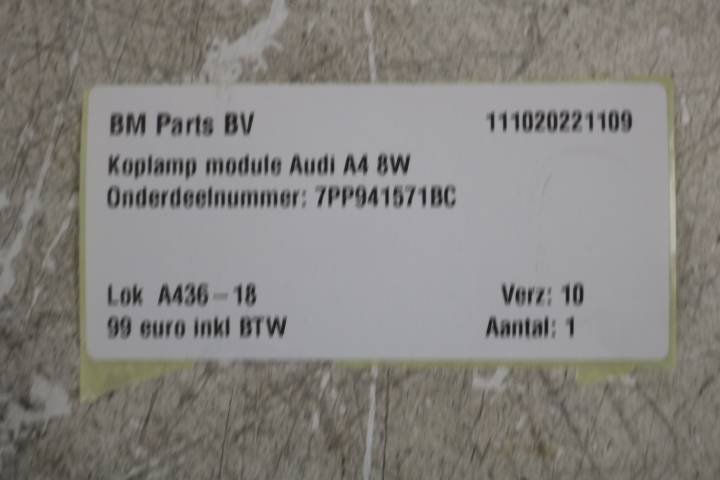 BM Parts BV 111020221109
Koplamp module Audi A4 8W
Onderdeelnummer: 7PP941571BC
Lok A436-18 Verz: 10
99 euro inkl BTW Aantal: 1